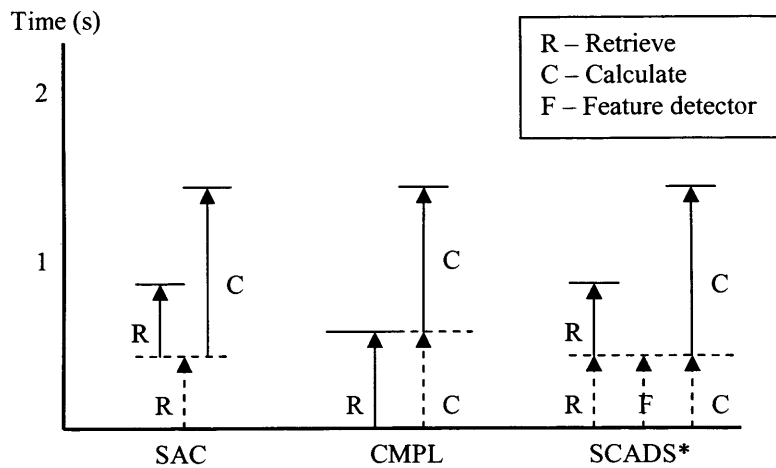 Time (s)
R – Retrieve
C – Calculate
F – Feature detector
2
1
C
C
C
R
R
R
R
C
R
F
C
SAC
CMPL
SCADS*